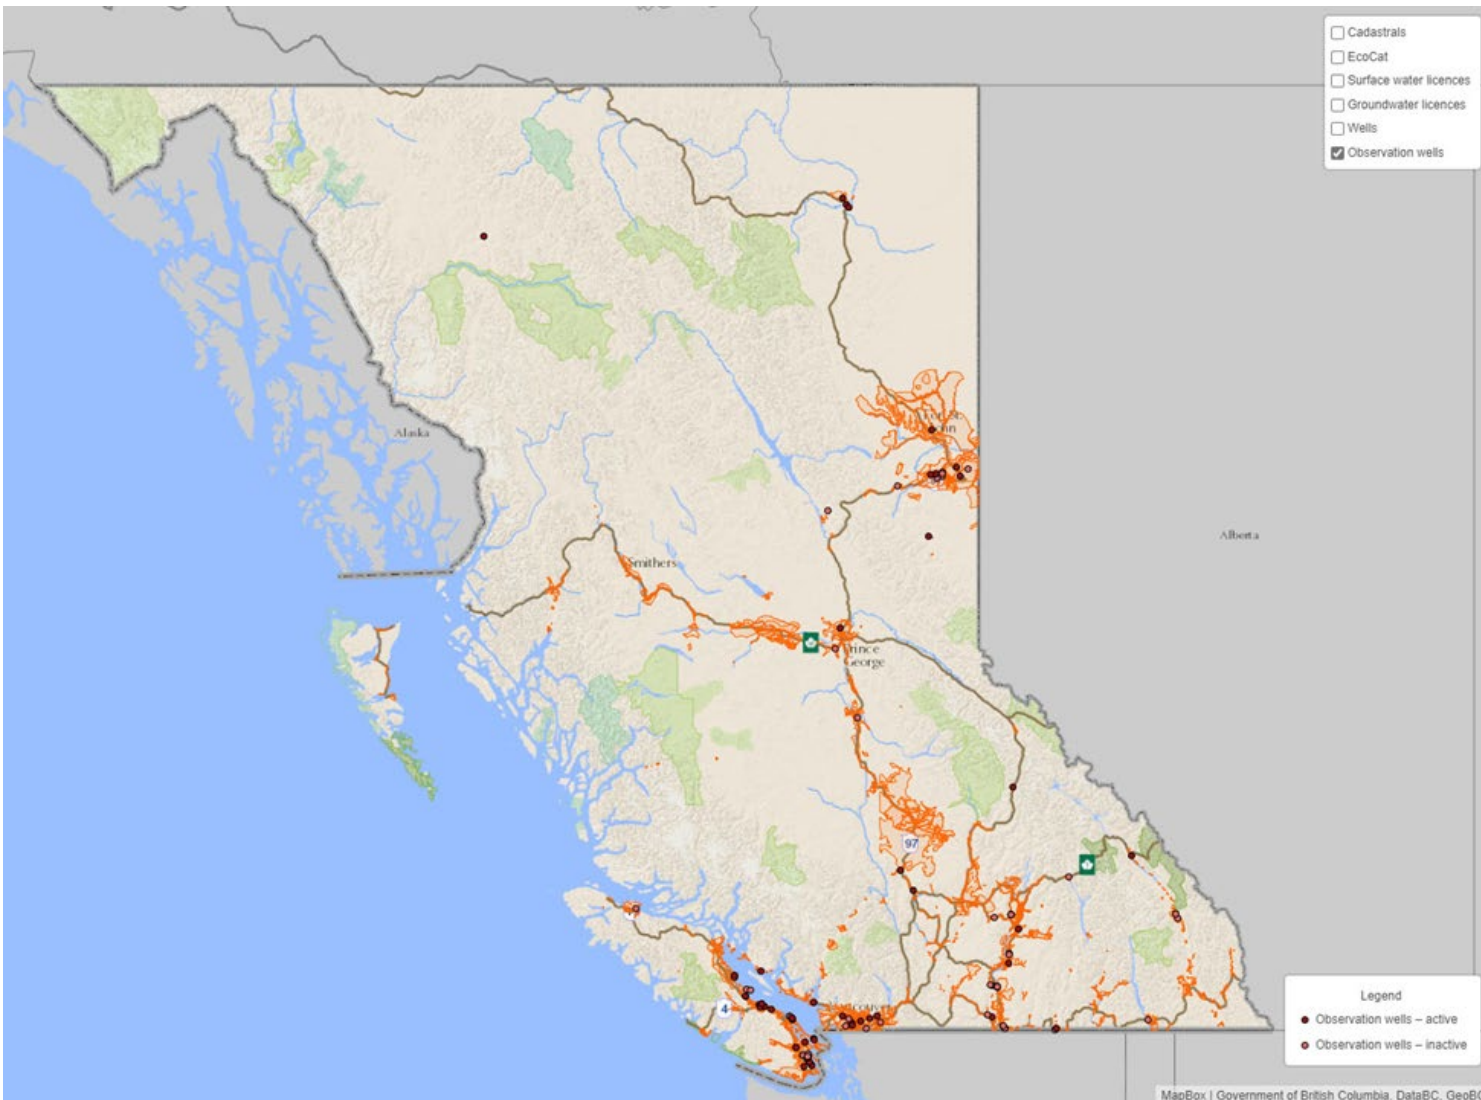 Cadastrals
EcoCat
Surface water licences
Groundwater licences
Wells
Observation wells
Alaska
Alberta
Smithers
Prince
George
97
4
Legend
Observation wells – active
Observation wells – inactive
MapBox | Government of British Columbia, DataBC, GeoB